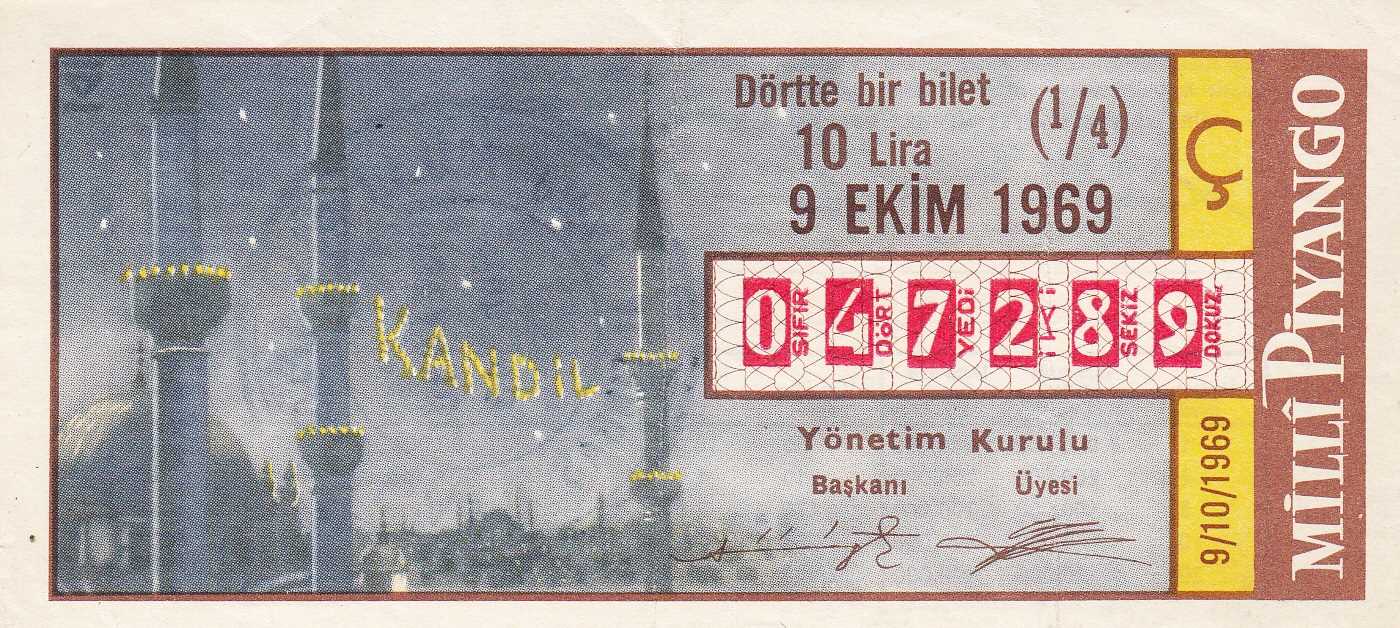 KANDİL
Dörtte bir bilet
(1/4)
10 Lira
9 EKİM 1969
Ç
0 SIFIR 4 DÖRT 7 YEDİ 2 İKİ 8 SEKİZ 9 DOKUZ
Yönetim Kurulu
Başkanı Üyesi
9/10/1969
MİLLÎ PİYANGO